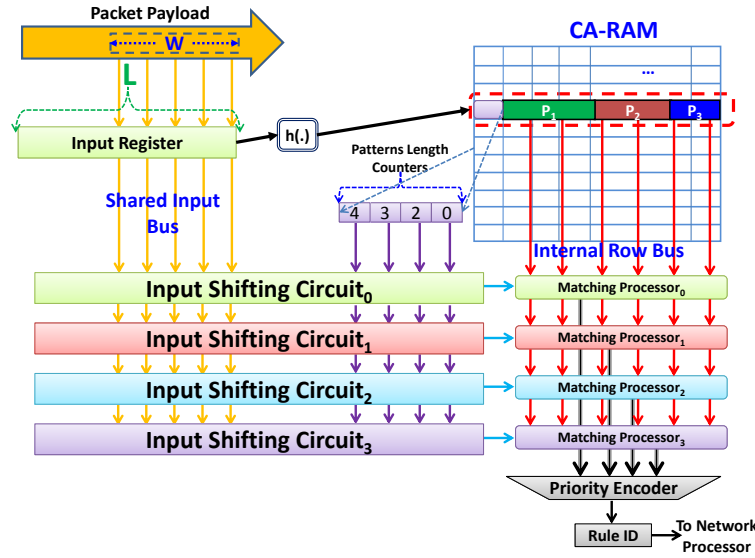 Packet Payload
W
CA-RAM
...
L
P1 P2 P3
Input Register
h(.)
Patterns Length
Counters
Shared Input
Bus
4 3 2 0
Internal Row Bus
Input Shifting Circuit0
Matching Processor0
Input Shifting Circuit1
Matching Processor1
Input Shifting Circuit2
Matching Processor2
Input Shifting Circuit3
Matching Processor3
Priority Encoder
Rule ID
To Network
Processor